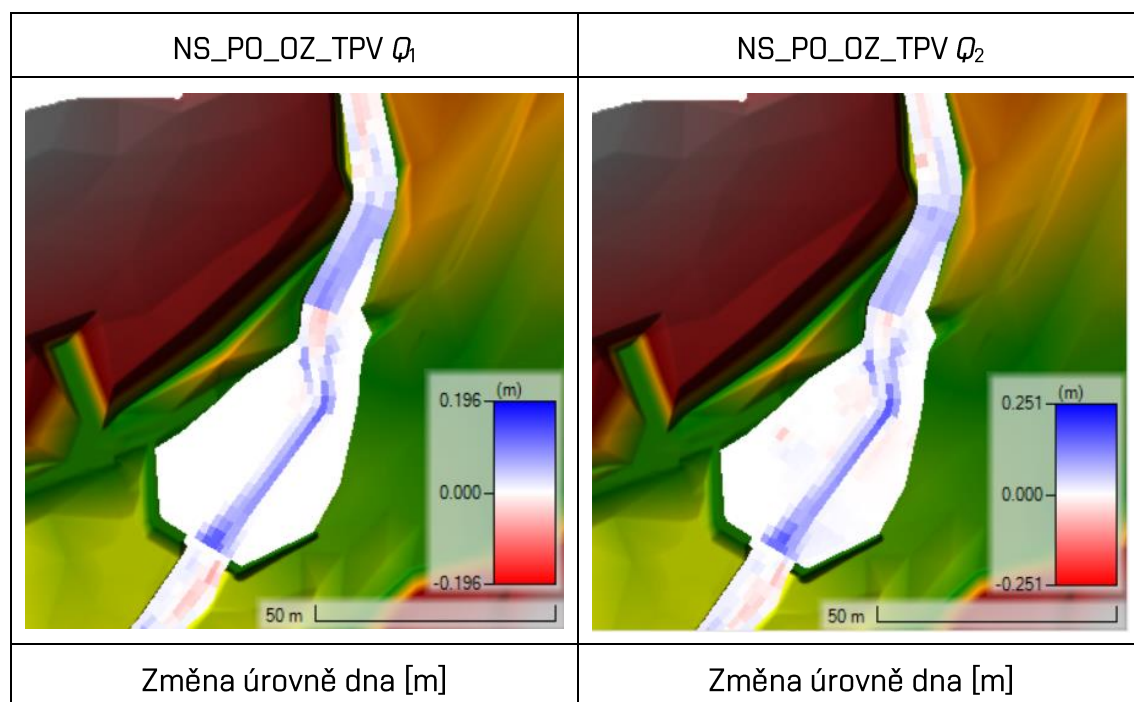 NS_PO_OZ_TPV Q₁
NS_PO_OZ_TPV Q₂
(m)
0.196
0.000
-0.196
50 m
(m)
0.251
0.000
-0.251
50 m
Změna úrovně dna [m]
Změna úrovně dna [m]